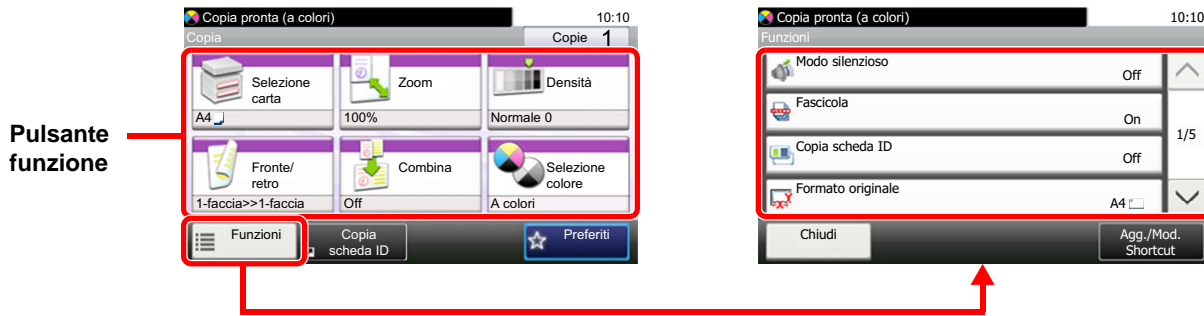 Copia pronta (a colori)
10:10
Copia
Copie 1
Selezione
carta
A4
Zoom
100%
Densità
Normale 0
Fronte/
retro
1-faccia>>1-faccia
Combina
Off
Selezione
colore
A colori
Funzioni
Copia
scheda ID
Preferiti
Pulsante
funzione
Copia pronta (a colori)
10:10
Funzioni
Modo silenzioso
Off
Fascicola
On
Copia scheda ID
Off
Formato originale
A4
1/5
Chiudi
Agg./Mod.
Shortcut